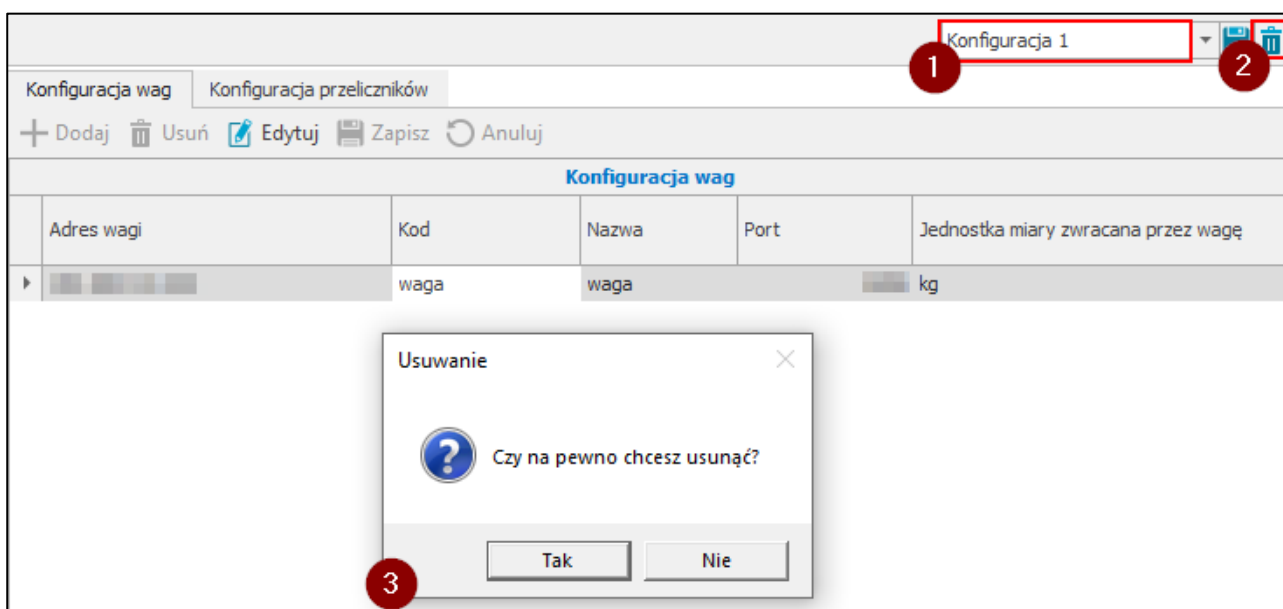 Konfiguracja 1
1
2
Konfiguracja wag Konfiguracja przeliczników
Dodaj Usuń Edytuj Zapisz Anuluj
Konfiguracja wag
Adres wagi Kod Nazwa Port Jednostka miary zwracana przez wagę
waga waga kg
Usuwanie
Czy na pewno chcesz usunąć?
Tak Nie
3